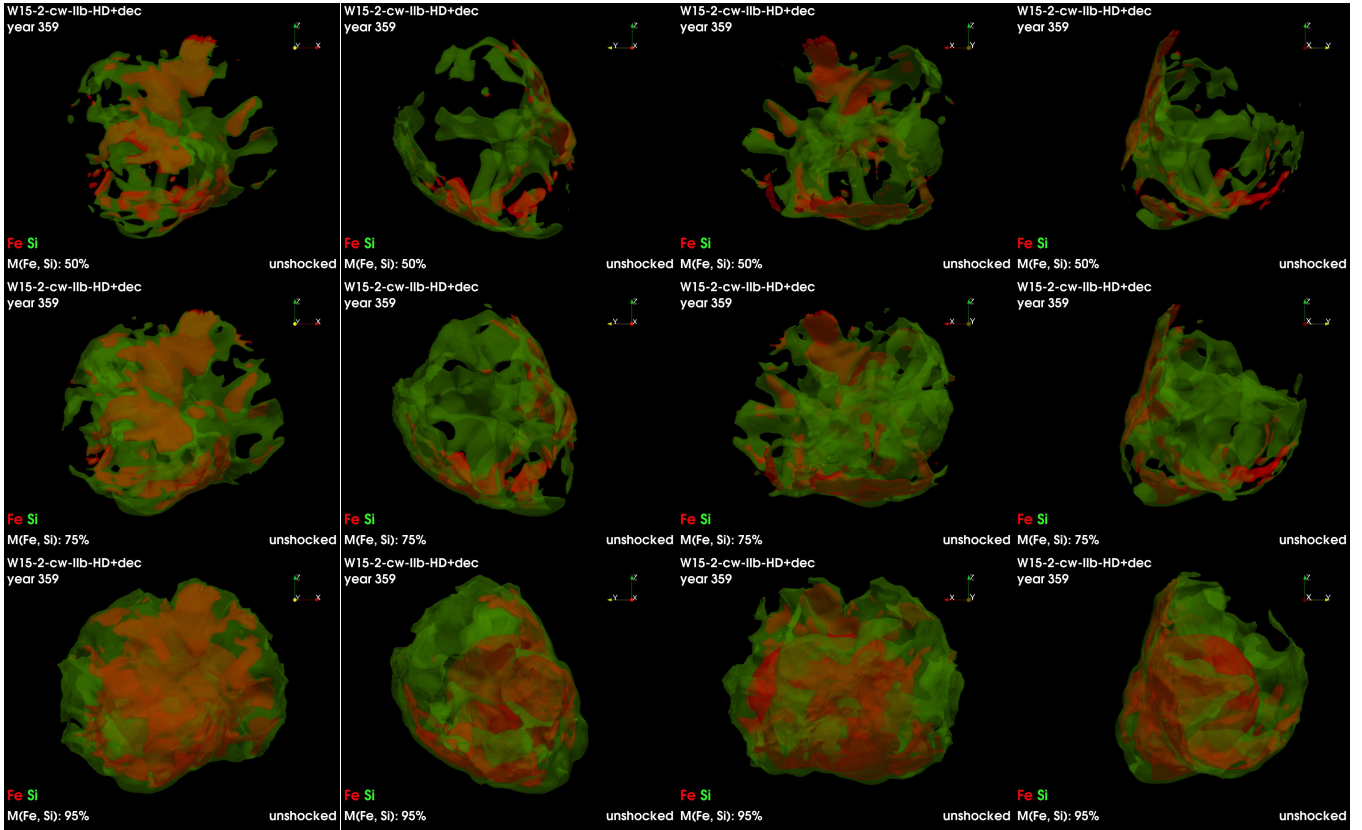 W15-2-cw-IIb-HD+dec
year 359
Z
Y X
Fe Si
M(Fe, Si): 50%
unshocked
W15-2-cw-IIb-HD+dec
year 359
Z
Y X
Fe Si
M(Fe, Si): 50%
unshocked
W15-2-cw-IIb-HD+dec
year 359
Z
X Y
Fe Si
M(Fe, Si): 50%
unshocked
W15-2-cw-IIb-HD+dec
year 359
Z
X Y
Fe Si
M(Fe, Si): 50%
unshocked
W15-2-cw-IIb-HD+dec
year 359
Z
Y X
Fe Si
M(Fe, Si): 75%
unshocked
W15-2-cw-IIb-HD+dec
year 359
Z
Y X
Fe Si
M(Fe, Si): 75%
unshocked
W15-2-cw-IIb-HD+dec
year 359
Z
X Y
Fe Si
M(Fe, Si): 75%
unshocked
W15-2-cw-IIb-HD+dec
year 359
Z
X Y
Fe Si
M(Fe, Si): 75%
unshocked
W15-2-cw-IIb-HD+dec
year 359
Z
Y X
Fe Si
M(Fe, Si): 95%
unshocked
W15-2-cw-IIb-HD+dec
year 359
Z
Y X
Fe Si
M(Fe, Si): 95%
unshocked
W15-2-cw-IIb-HD+dec
year 359
Z
X Y
Fe Si
M(Fe, Si): 95%
unshocked
W15-2-cw-IIb-HD+dec
year 359
Z
X Y
Fe Si
M(Fe, Si): 95%
unshocked